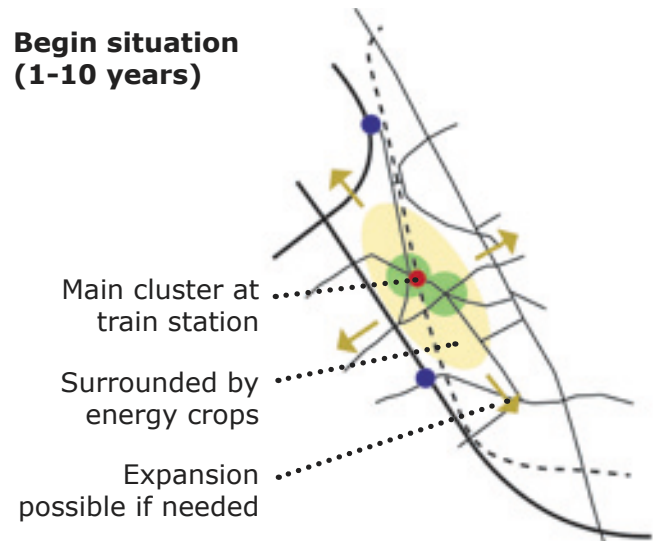 Begin situation
(1-10 years)
Main cluster at
train station
Surrounded by
energy crops
Expansion
possible if needed